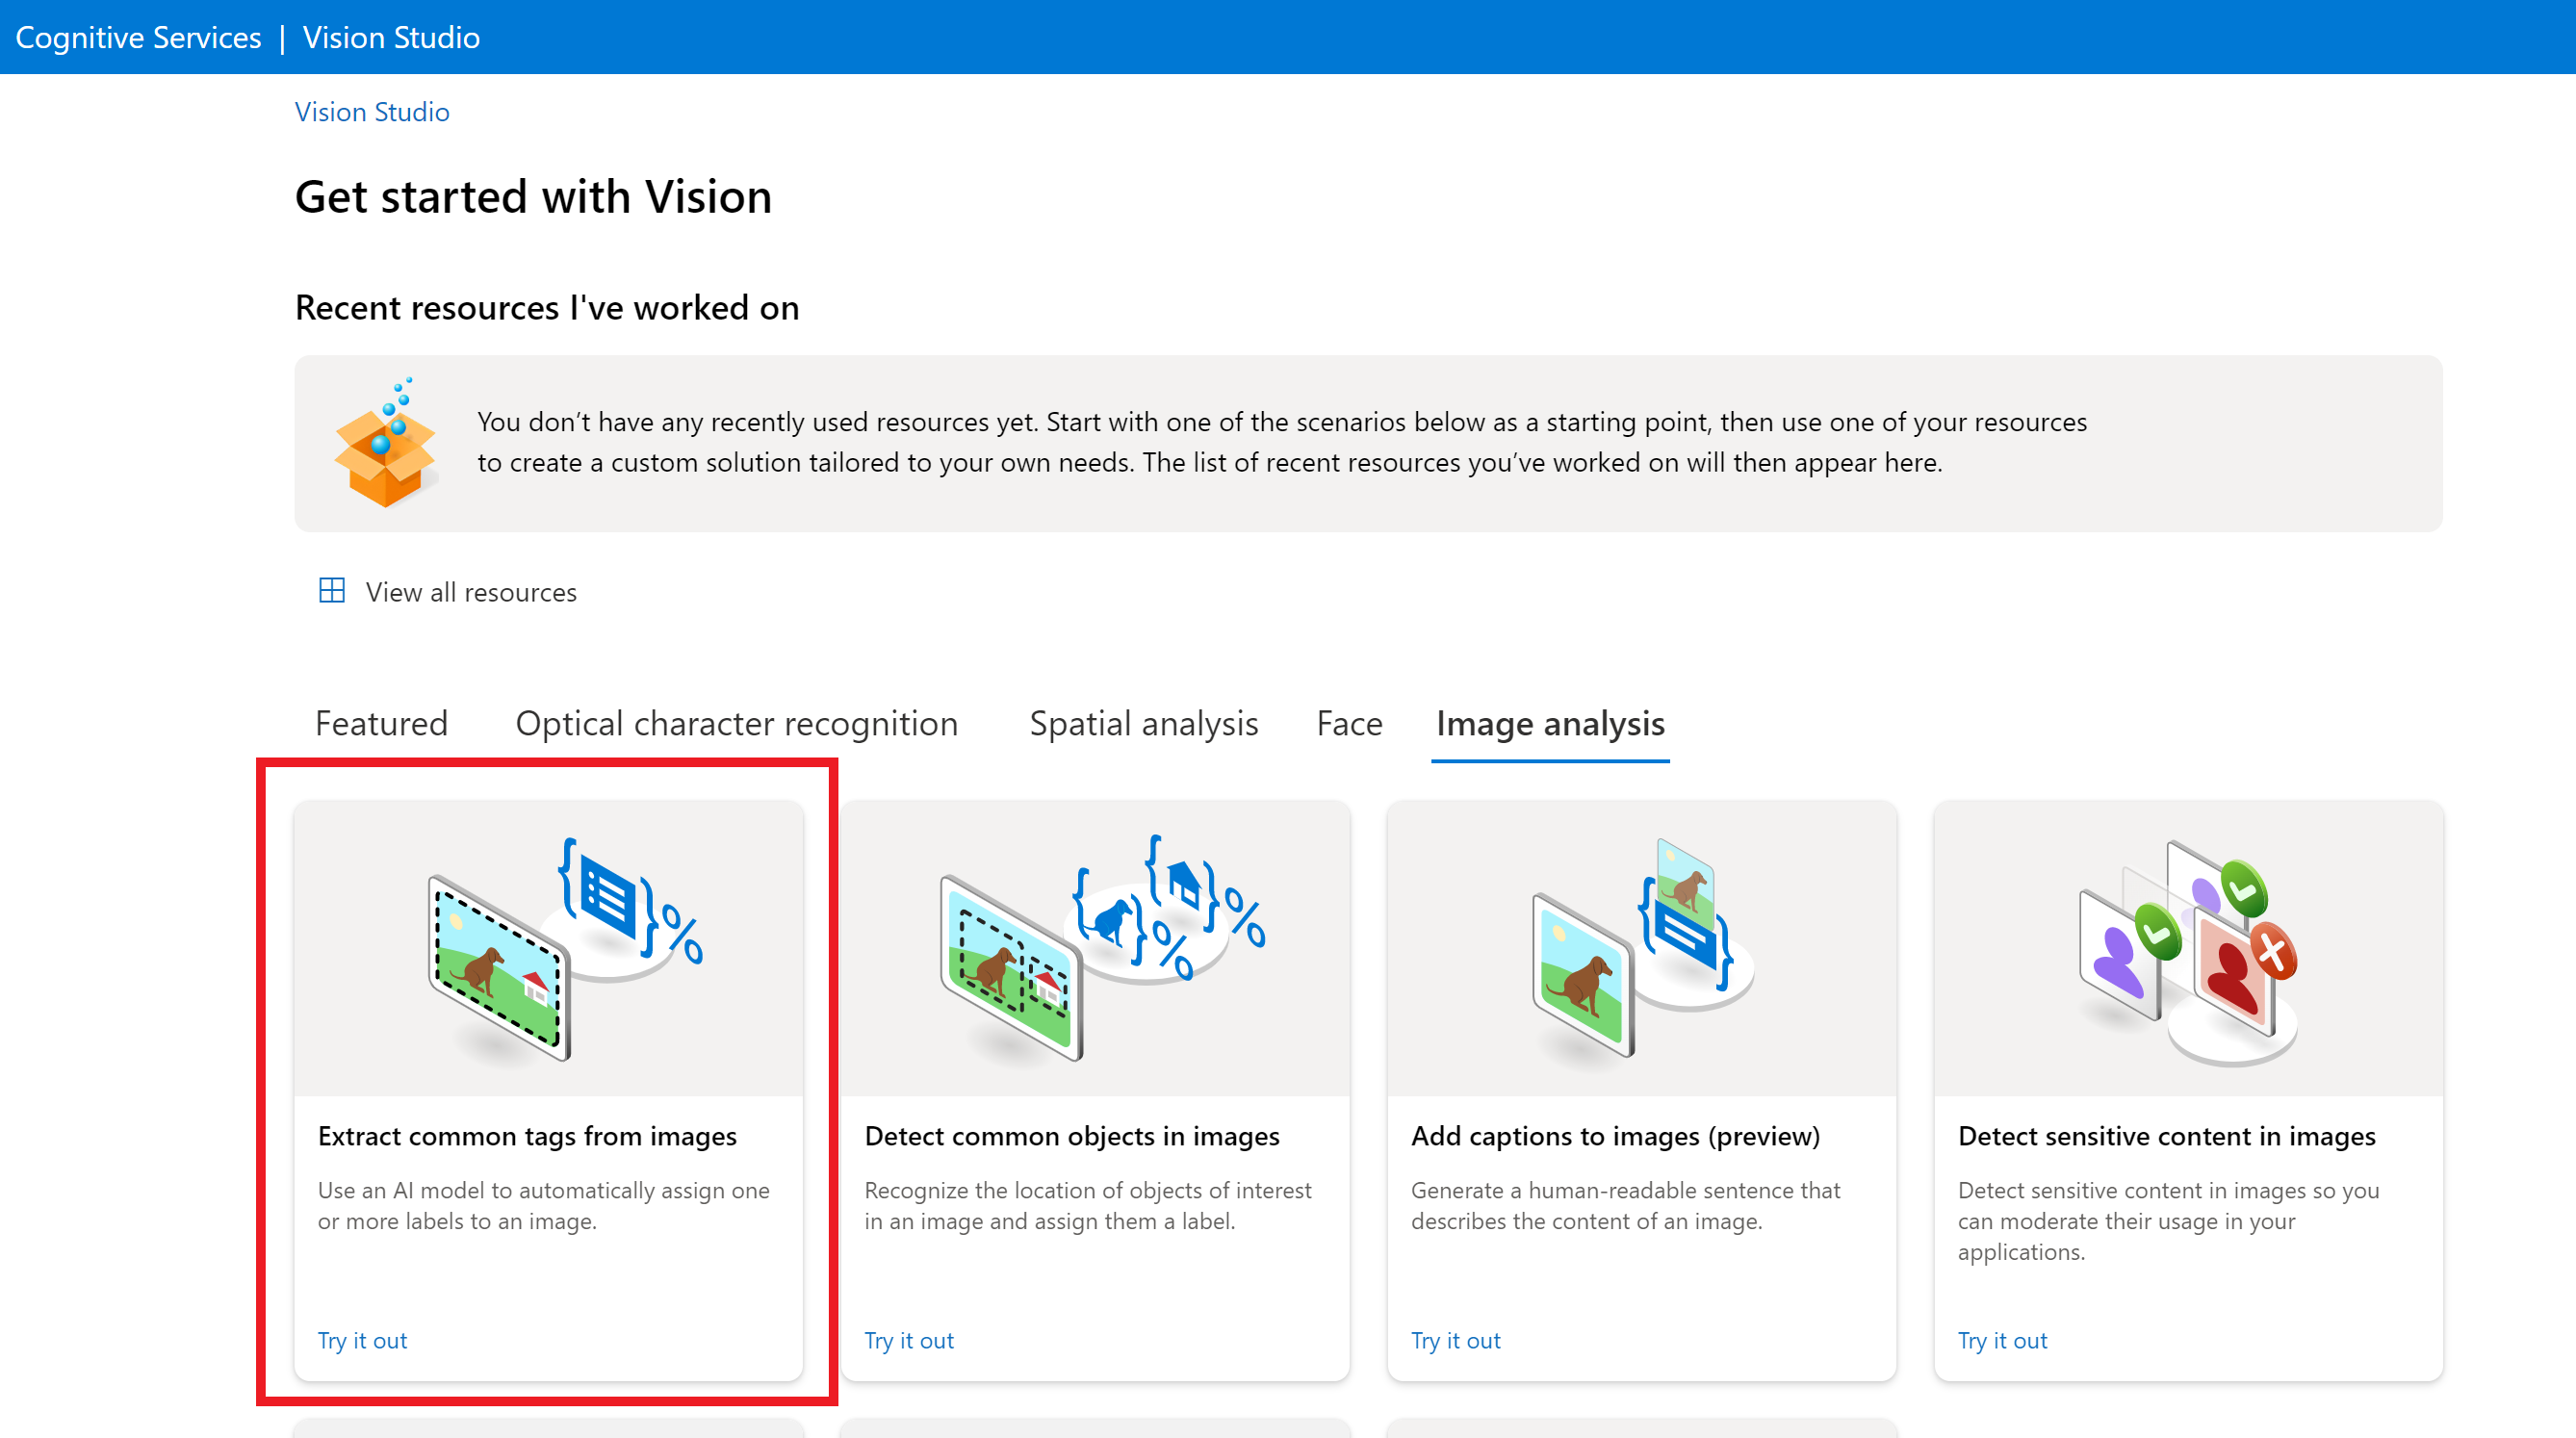 Cognitive Services | Vision Studio
Vision Studio
Get started with Vision
Recent resources I've worked on
You don’t have any recently used resources yet. Start with one of the scenarios below as a starting point, then use one of your resources
to create a custom solution tailored to your own needs. The list of recent resources you’ve worked on will then appear here.
View all resources
Featured Optical character recognition Spatial analysis Face Image analysis
Extract common tags from images
Use an AI model to automatically assign one
or more labels to an image.
Try it out
Detect common objects in images
Recognize the location of objects of interest
in an image and assign them a label.
Try it out
Add captions to images (preview)
Generate a human-readable sentence that
describes the content of an image.
Try it out
Detect sensitive content in images
Detect sensitive content in images so you
can moderate their usage in your
applications.
Try it out